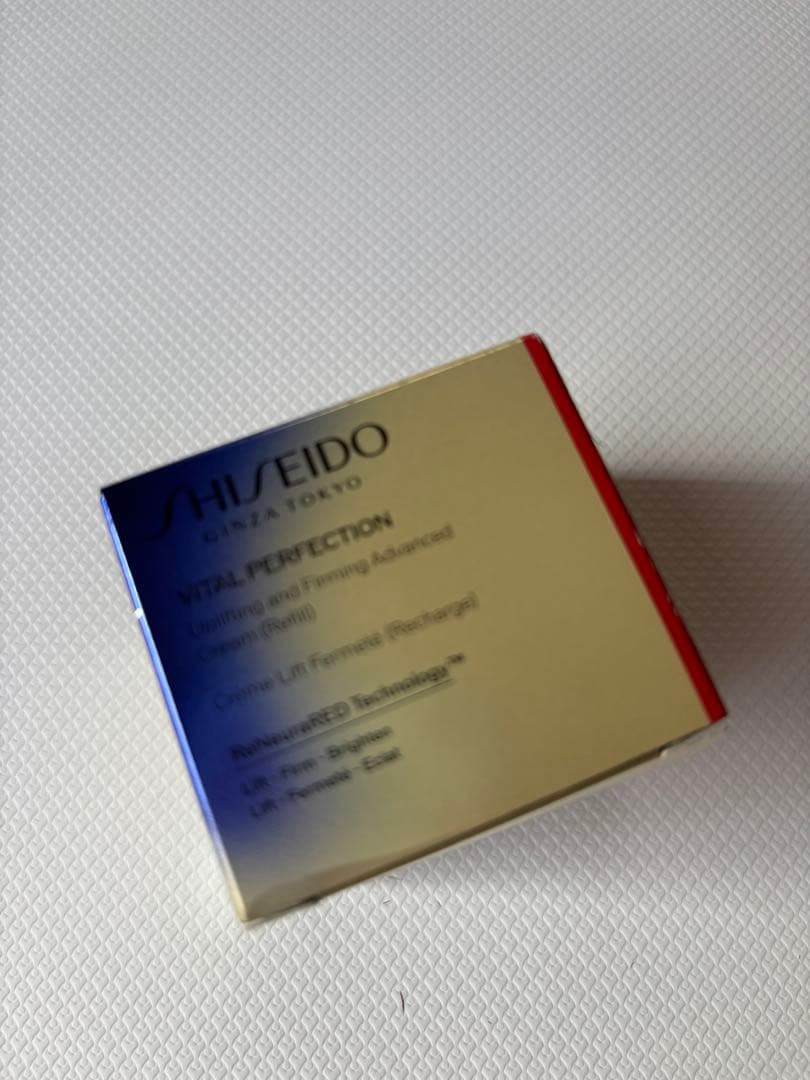 SHISEIDO
GINZA TOKYO
VITAL PERFECTION
Uplifting and Firming Advanced
Cream (Refill)
Crème Lift Fermeté (Recharge)
ReNeuraRED Technology™
Lift · Firm · Brighten
Lift · Fermeté · Éclat